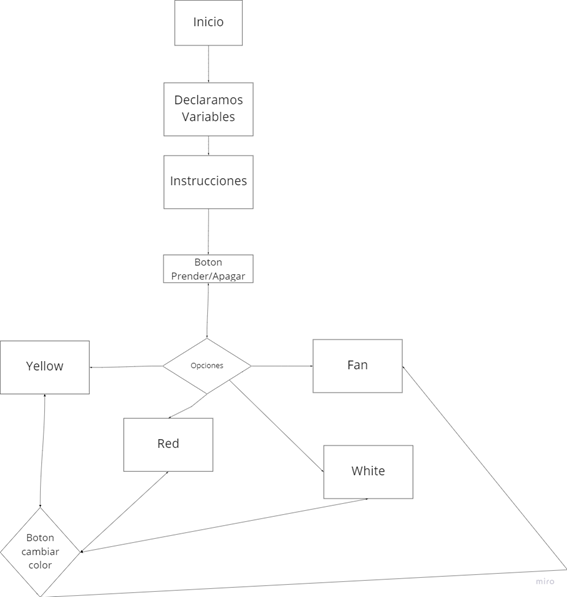 Inicio
Declaramos
Variables
Instrucciones
Boton
Prender/Apagar
Opciones
Yellow
Fan
Red
White
Boton
cambiar
color
miro